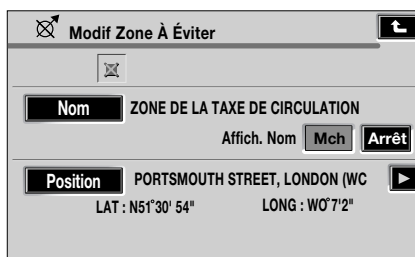 Modif Zone À Éviter
Nom ZONE DE LA TAXE DE CIRCULATION
Affich. Nom Mch Arrêt
Position PORTSMOUTH STREET, LONDON (WC
LAT : N51°30' 54" LONG : WO°7'2"